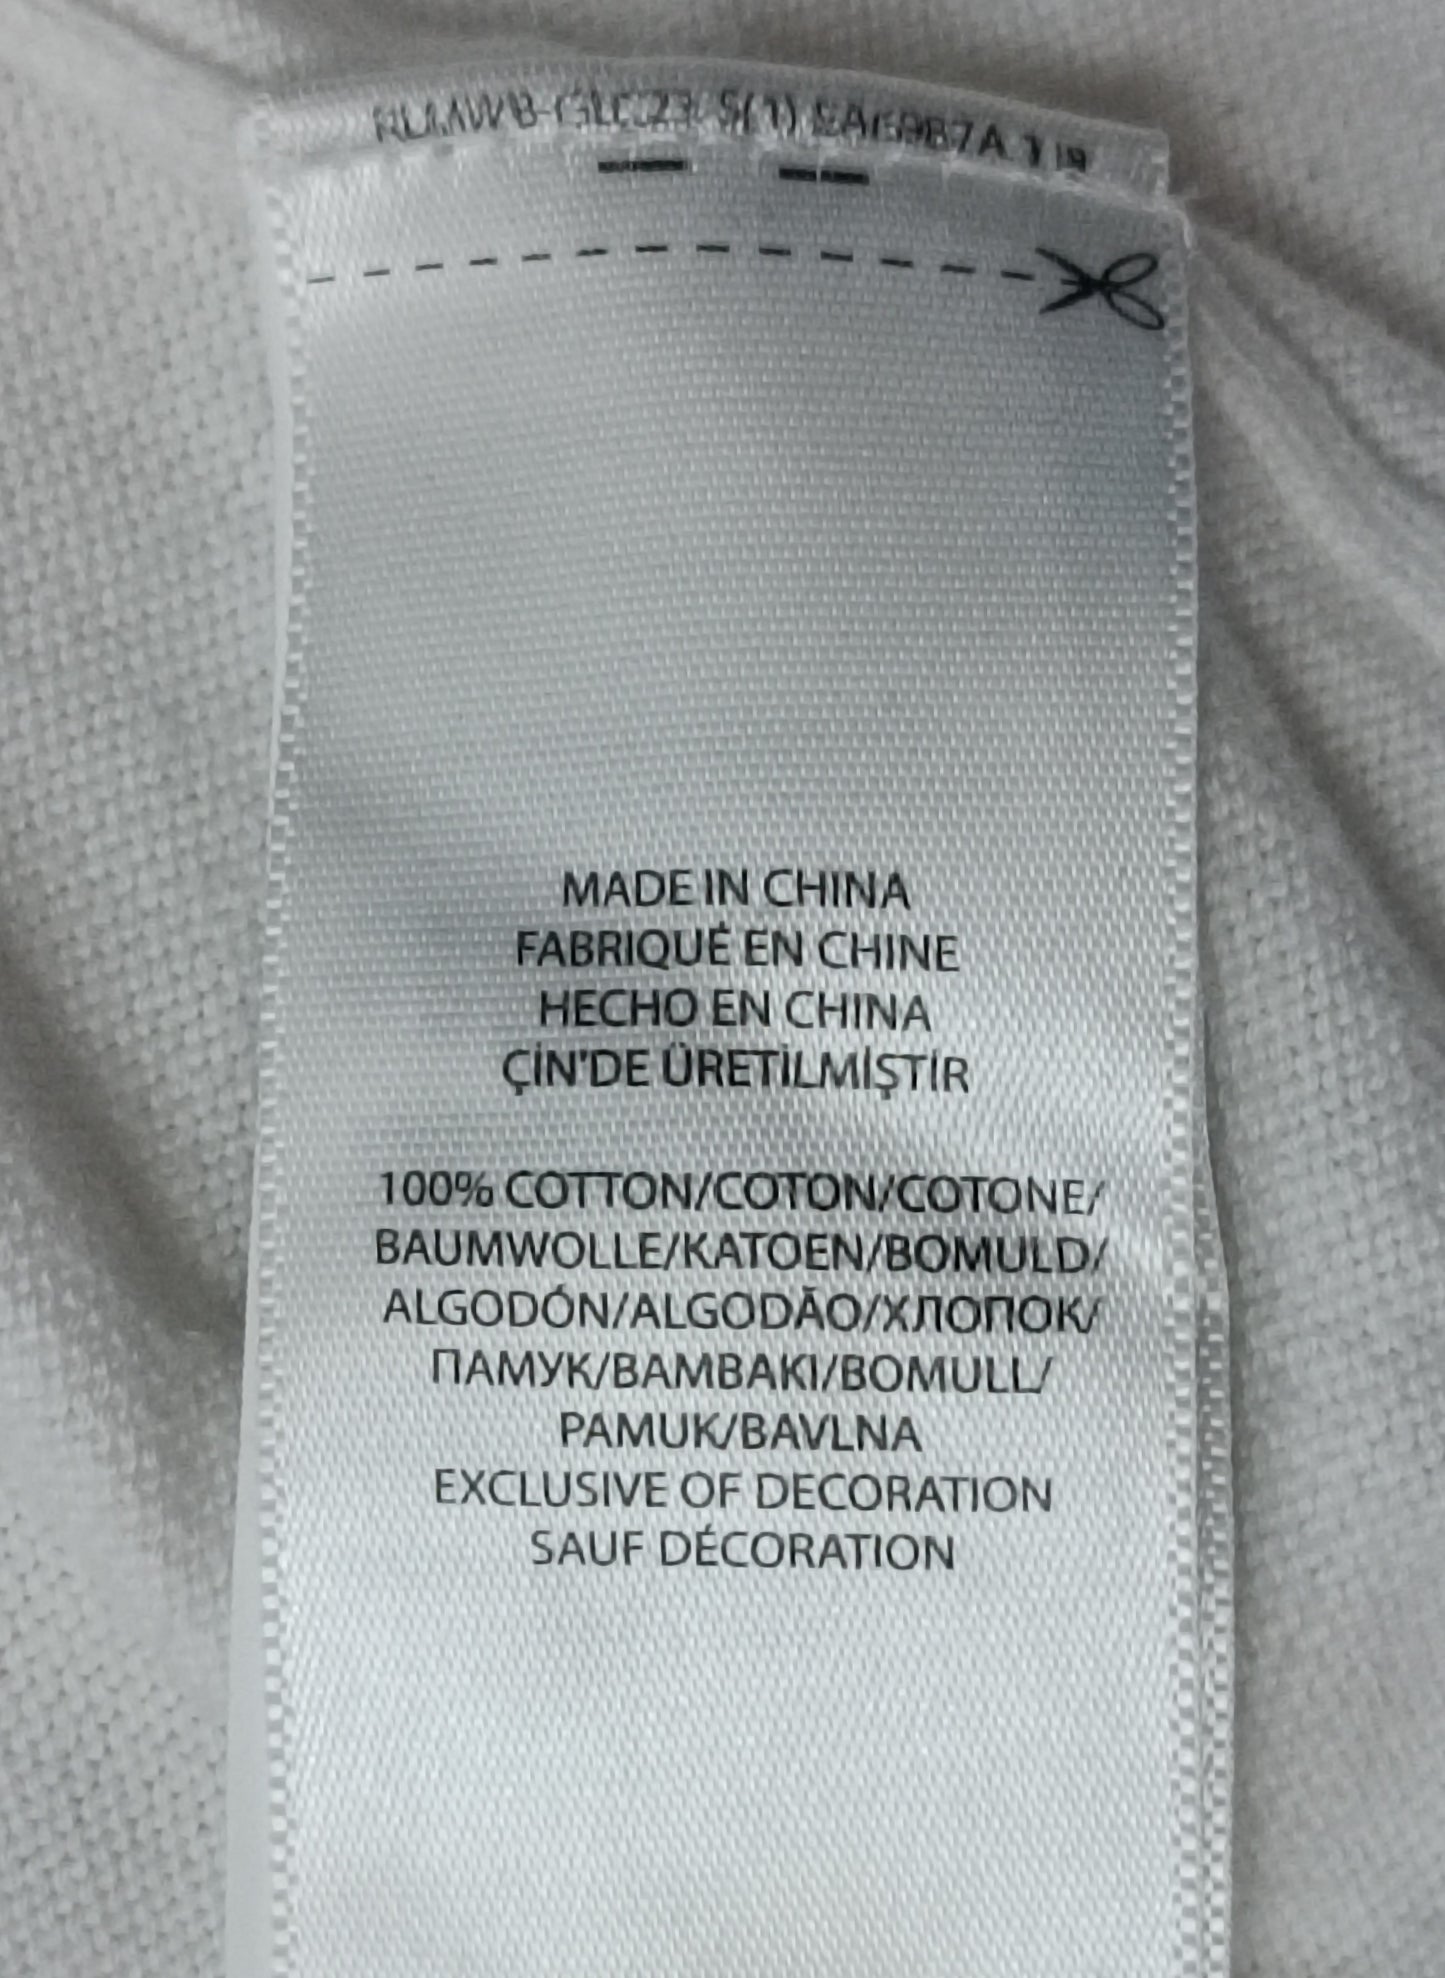 MADE IN CHINA
FABRIQUÉ EN CHINE
HECHO EN CHINA
ÇİN'DE ÜRETİLMİŞTİR
100% COTTON/COTON/COTONE/
BAUMWOLLE/KATOEN/BOMULD/
ALGODÓN/ALGODÃO/ХЛОПОК/
ПАМУК/BAMBAKI/BOMULL/
PAMUK/BAVLNA
EXCLUSIVE OF DECORATION
SAUF DÉCORATION